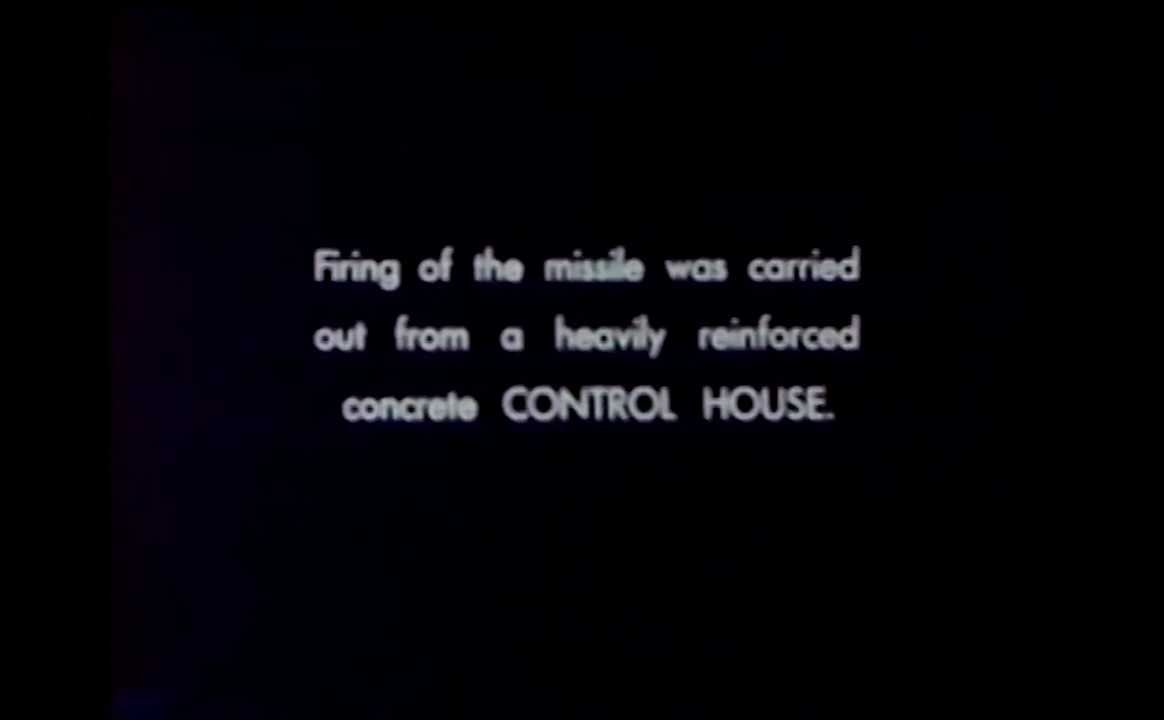 Firing of the missile was carried
out from a heavily reinforced
concrete CONTROL HOUSE.